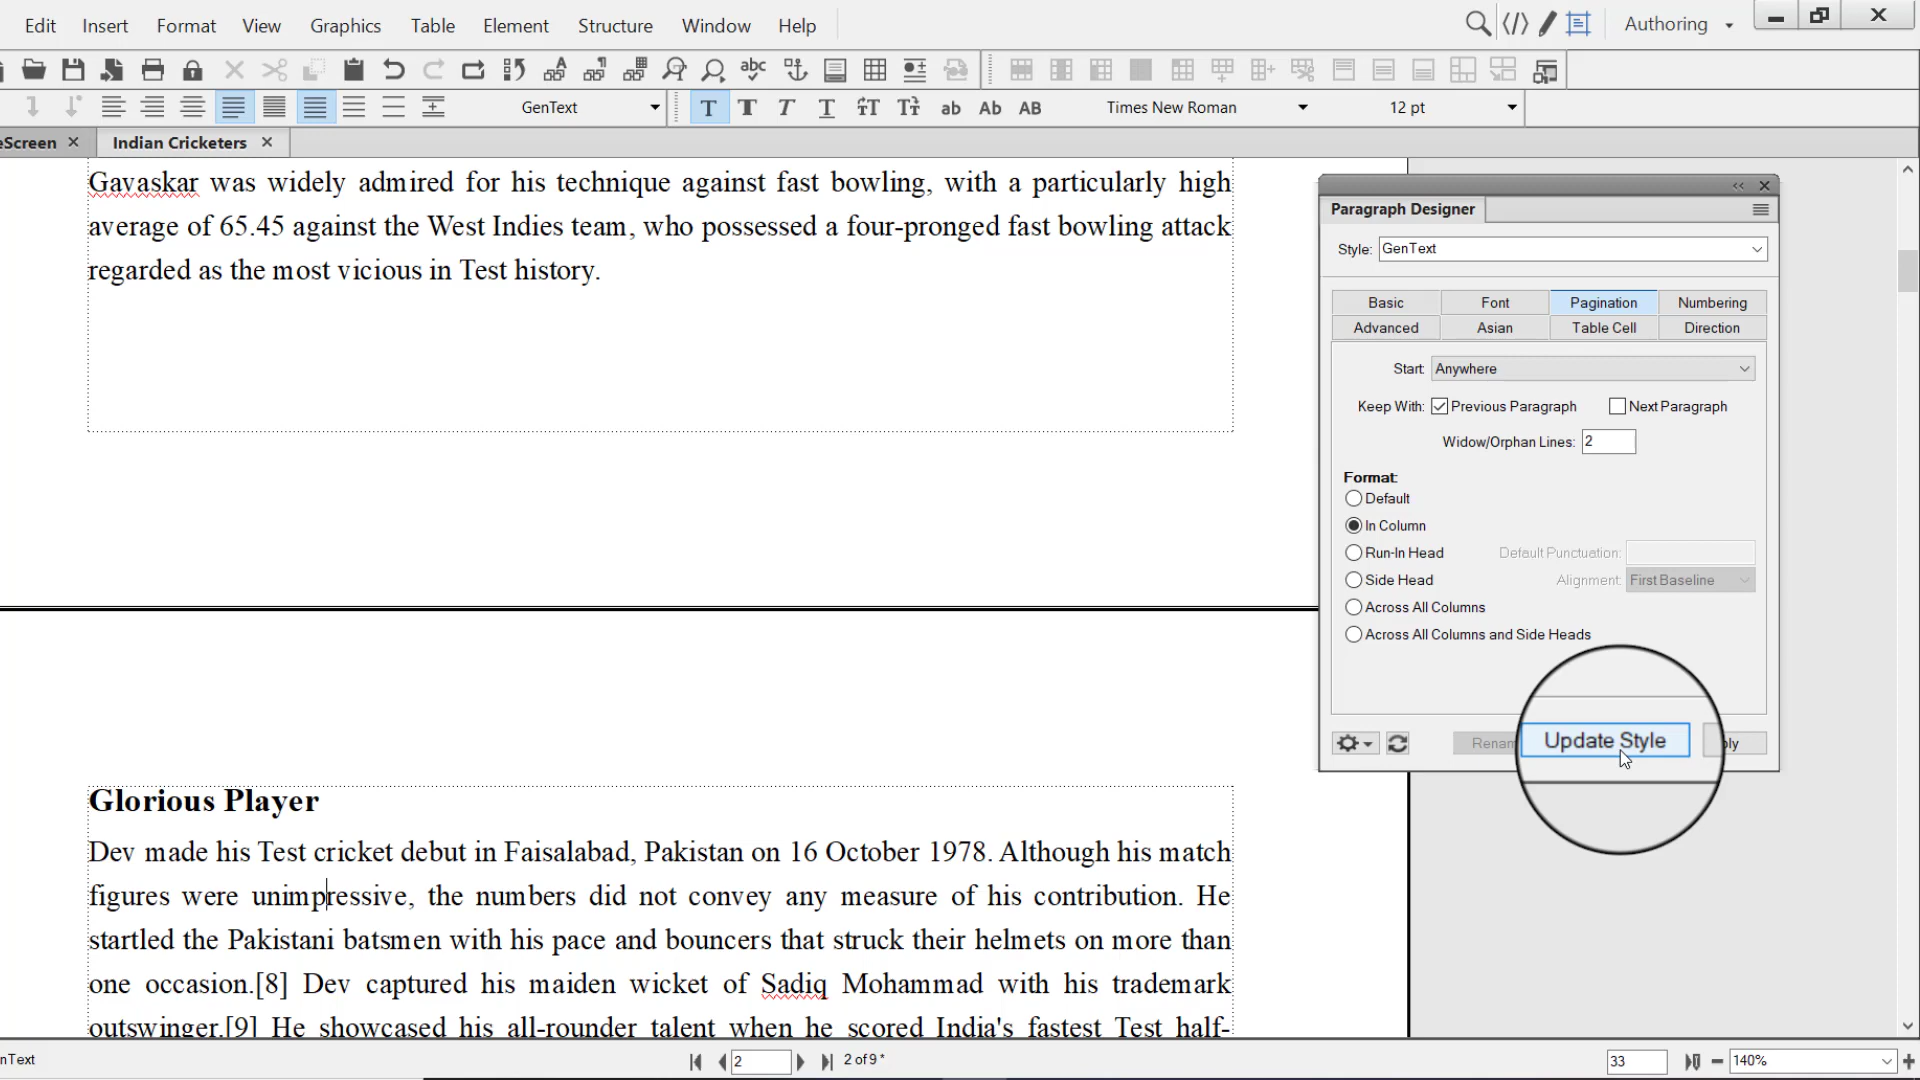 Edit Insert Format View Graphics Table Element Structure Window Help Authoring
GenText T T T T ab Ab AB Times New Roman 12 pt
eScreen Indian Cricketers
Gavaskar was widely admired for his technique against fast bowling, with a particularly high
average of 65.45 against the West Indies team, who possessed a four-pronged fast bowling attack
regarded as the most vicious in Test history.
Glorious Player
Dev made his Test cricket debut in Faisalabad, Pakistan on 16 October 1978. Although his match
figures were unimpressive, the numbers did not convey any measure of his contribution. He
startled the Pakistani batsmen with his pace and bouncers that struck their helmets on more than
one occasion.[8] Dev captured his maiden wicket of Sadiq Mohammad with his trademark
outswinger.[9] He showcased his all-rounder talent when he scored India's fastest Test half-
Paragraph Designer
Style: GenText
Basic Font Pagination Numbering
Advanced Asian Table Cell Direction
Start: Anywhere
Keep With: Previous Paragraph Next Paragraph
Widow/Orphan Lines: 2
Format:
Default
In Column
Run-In Head Default Punctuation:
Side Head Alignment: First Baseline
Across All Columns
Across All Columns and Side Heads
Renam Update Style ply
nText 2 2 of 9 * 33 140%